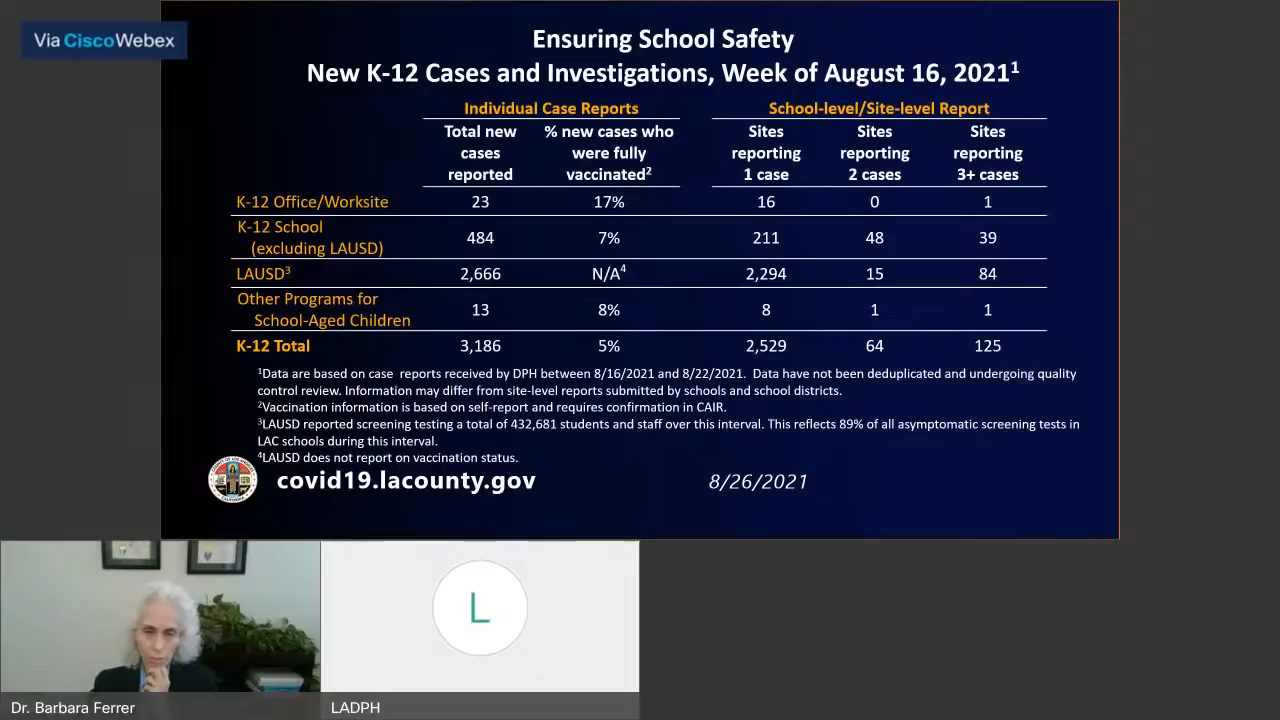 Via CiscoWebex
Ensuring School Safety
New K-12 Cases and Investigations, Week of August 16, 2021¹
Individual Case Reports School-level/Site-level Report
Total new cases reported % new cases who were fully vaccinated² Sites reporting 1 case Sites reporting 2 cases Sites reporting 3+ cases
K-12 Office/Worksite 23 17% 16 0 1
K-12 School (excluding LAUSD) 484 7% 211 48 39
LAUSD³ 2,666 N/A⁴ 2,294 15 84
Other Programs for School-Aged Children 13 8% 8 1 1
K-12 Total 3,186 5% 2,529 64 125
¹Data are based on case reports received by DPH between 8/16/2021 and 8/22/2021. Data have not been deduplicated and undergoing quality
control review. Information may differ from site-level reports submitted by schools and school districts.
²Vaccination information is based on self-report and requires confirmation in CAIR.
³LAUSD reported screening testing a total of 432,681 students and staff over this interval. This reflects 89% of all asymptomatic screening tests in
LAC schools during this interval.
⁴LAUSD does not report on vaccination status.
covid19.lacounty.gov 8/26/2021
L
Dr. Barbara Ferrer LADPH